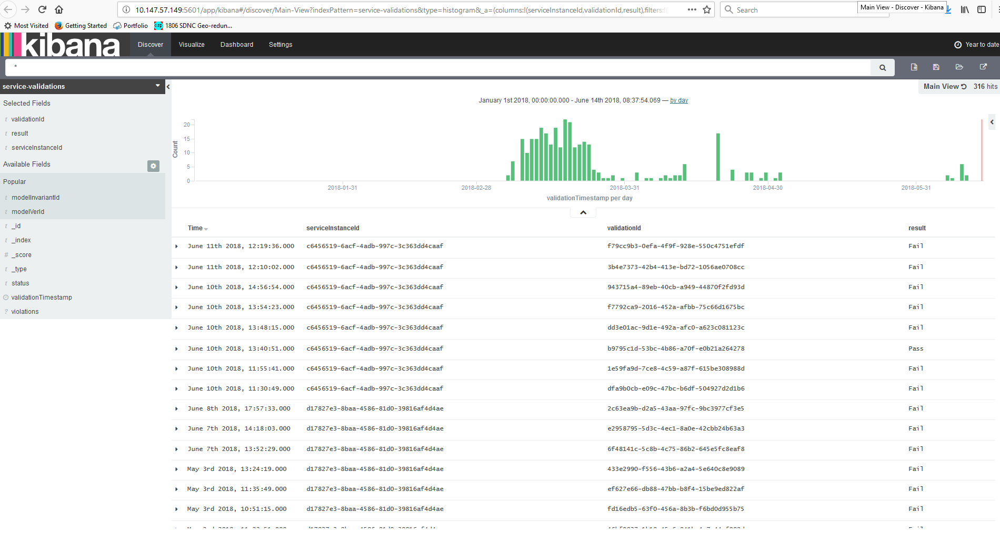 10.147.57.149:5601/app/kibana#/discover/Main-View?indexPattern=service-validations&type=histogram&_a=(columns:!(serviceInstanceId,validationId,result),filters:!(
Search
Main View - Discover - Kibana
Most Visited Getting Started Portfolio csp 1806 SDNC Geo-redun...
kibana Discover Visualize Dashboard Settings Year to date
*
service-validations
Main View 316 hits
Selected Fields
t validationId
t result
t serviceInstanceId
Available Fields
Popular
t modelInvariantId
t modelVerId
t _id
t _index
# _score
t _type
t status
validationTimestamp
? violations
January 1st 2018, 00:00:00.000 - June 14th 2018, 08:37:54.069 — by day
Count
20
15
10
5
0
2018-01-31 2018-02-28 2018-03-31 2018-04-30 2018-05-31
validationTimestamp per day
Time serviceInstanceId validationId result
June 11th 2018, 12:19:36.000 c6456519-6acf-4adb-997c-3c363dd4caaf f79cc9b3-0efa-4f9f-928e-550c4751efdf Fail
June 11th 2018, 12:10:02.000 c6456519-6acf-4adb-997c-3c363dd4caaf 3b4e7373-42b4-413e-bd72-1056ae0708cc Fail
June 10th 2018, 14:56:54.000 c6456519-6acf-4adb-997c-3c363dd4caaf 943715a4-89eb-40cb-a949-44870f2fd93d Fail
June 10th 2018, 13:54:23.000 c6456519-6acf-4adb-997c-3c363dd4caaf f7792ca9-2016-452a-afbb-75c66d1675bc Fail
June 10th 2018, 13:48:15.000 c6456519-6acf-4adb-997c-3c363dd4caaf dd3e01ac-9d1e-492a-afc0-a623c081123c Fail
June 10th 2018, 13:40:51.000 c6456519-6acf-4adb-997c-3c363dd4caaf b9795c1d-53bc-4b86-a70f-e0b21a264278 Pass
June 10th 2018, 11:55:41.000 c6456519-6acf-4adb-997c-3c363dd4caaf 1e59fa9d-7ce8-4c59-a87f-615be308988d Fail
June 10th 2018, 11:30:49.000 c6456519-6acf-4adb-997c-3c363dd4caaf dfa9b0cb-e09c-47bc-b6df-504927d2d1b6 Fail
June 8th 2018, 17:57:33.000 d17827e3-8baa-4586-81d0-39816af4d4ae 2c63ea9b-d2a5-43aa-97fc-9bc3977cf3e5 Fail
June 7th 2018, 14:18:03.000 d17827e3-8baa-4586-81d0-39816af4d4ae e2958795-5d3c-4ec1-8a0e-42cbb24b63a3 Fail
June 7th 2018, 13:52:29.000 d17827e3-8baa-4586-81d0-39816af4d4ae 6f48141c-5c8b-4c75-86b2-645e5fc8eaf8 Fail
May 3rd 2018, 13:24:19.000 d17827e3-8baa-4586-81d0-39816af4d4ae 433e2990-f556-43b6-a2a4-5e640c8e9089 Fail
May 3rd 2018, 11:35:49.000 d17827e3-8baa-4586-81d0-39816af4d4ae ef627e66-db88-47bb-b8f4-15be9ed822af Fail
May 3rd 2018, 10:51:15.000 d17827e3-8baa-4586-81d0-39816af4d4ae fd16edb5-63f0-456a-8b3b-f6bd0d955b75 Fail